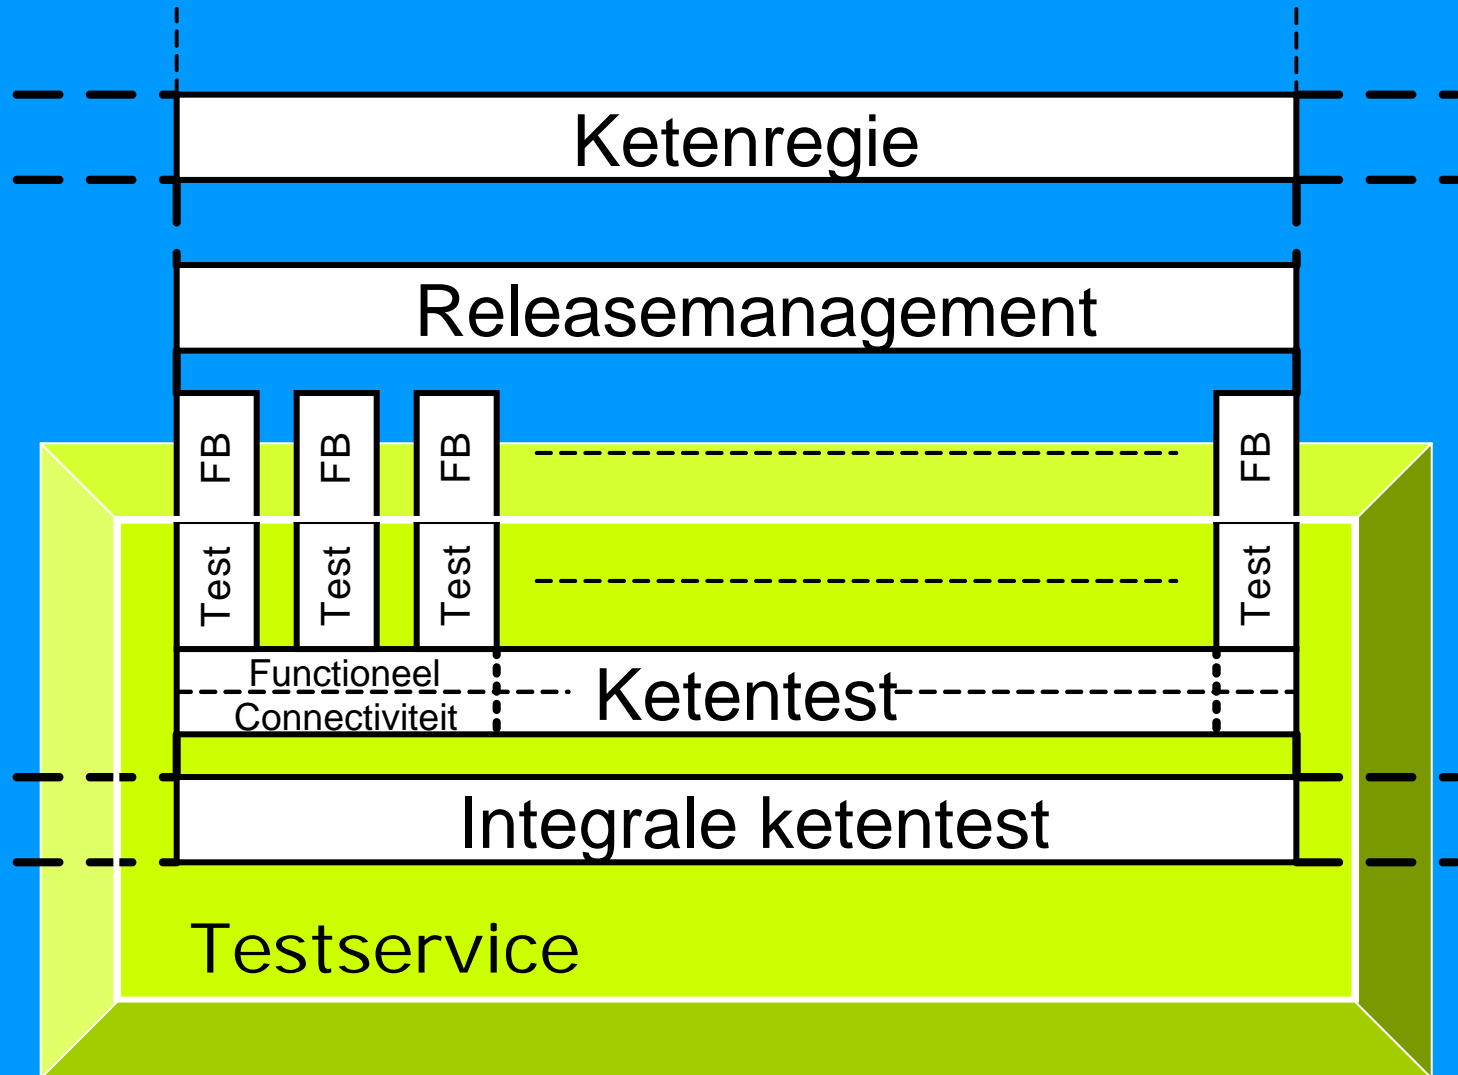 Ketenregie
Releasemanagement
FB
FB
FB
FB
Test
Test
Test
Test
Functioneel
Connectiviteit
Ketentest
Integrale ketentest
Testservice